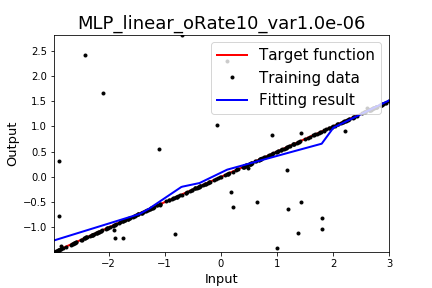 MLP_linear_oRate10_var1.0e-06
Target function
Training data
Fitting result
2.5
2.0
1.5
1.0
0.5
0.0
−0.5
−1.0
Output
−2
−1
0
1
2
3
Input